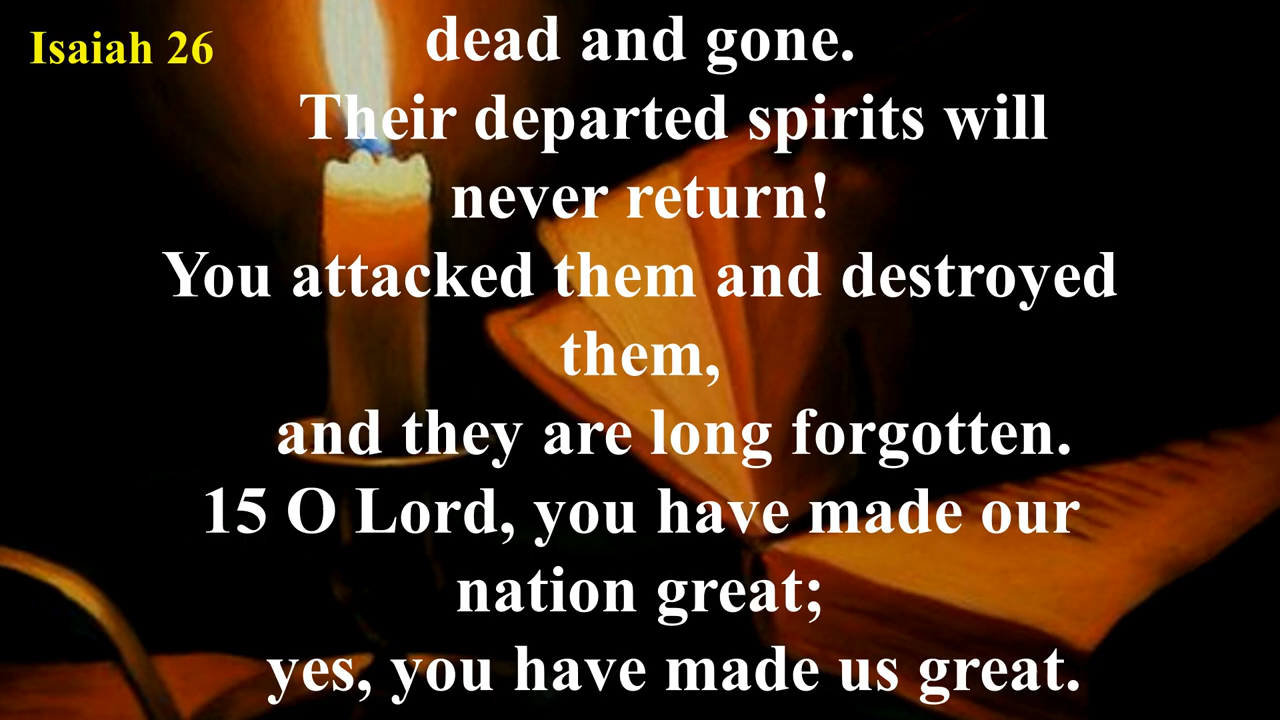 Isaiah 26
dead and gone.
Their departed spirits will
never return!
You attacked them and destroyed
them,
and they are long forgotten.
15 O Lord, you have made our
nation great;
yes, you have made us great.